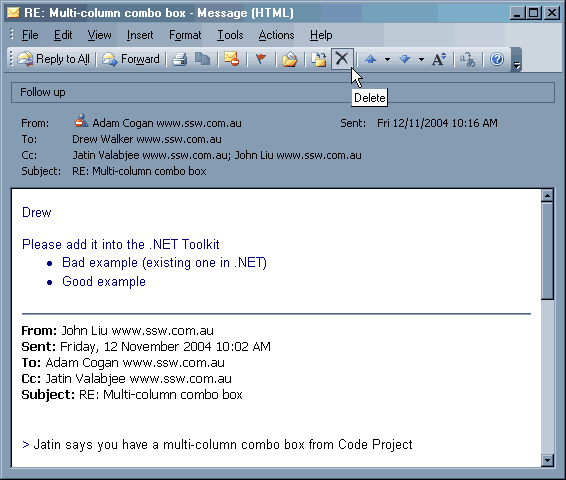 RE: Multi-column combo box - Message (HTML)
File Edit View Insert Format Tools Actions Help
Reply to All Forward
Delete
Follow up
From: Adam Cogan www.ssw.com.au Sent: Fri 12/11/2004 10:16 AM
To: Drew Walker www.ssw.com.au
Cc: Jatin Valabjee www.ssw.com.au; John Liu www.ssw.com.au
Subject: RE: Multi-column combo box
Drew
Please add it into the .NET Toolkit
• Bad example (existing one in .NET)
• Good example
From: John Liu www.ssw.com.au
Sent: Friday, 12 November 2004 10:02 AM
To: Adam Cogan www.ssw.com.au
Cc: Jatin Valabjee www.ssw.com.au
Subject: RE: Multi-column combo box
> Jatin says you have a multi-column combo box from Code Project